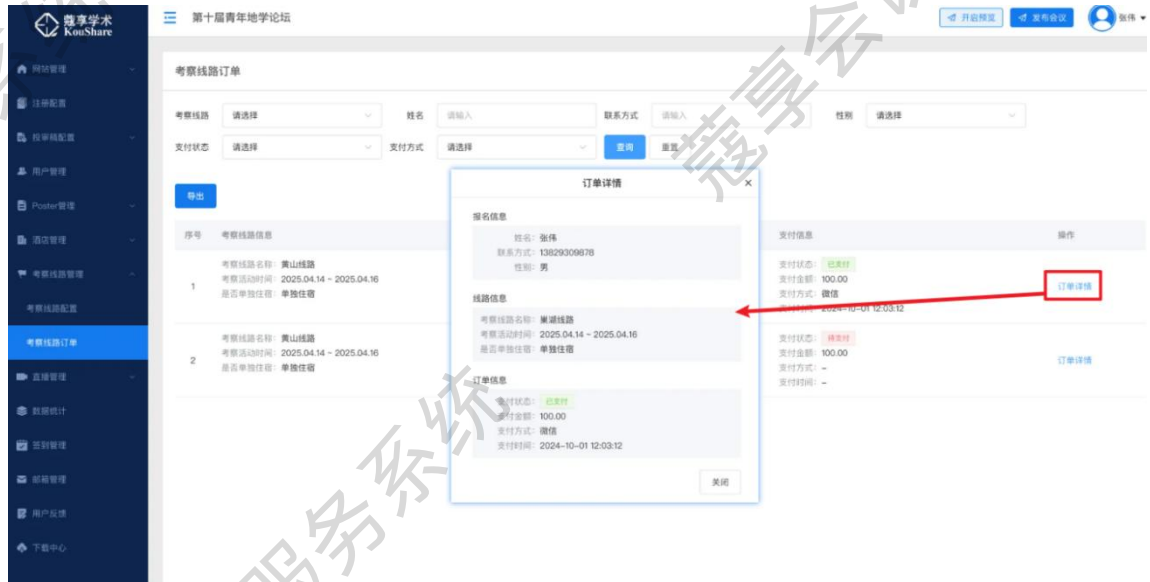 蔻享学术
KouShare
第十届青年地学论坛
开启预览
发布会议
张伟
网站管理
注册配置
投审稿配置
用户管理
Poster管理
酒店管理
考察线路管理
考察线路配置
考察线路订单
直播管理
数据统计
签到管理
邮箱管理
用户反馈
下载中心
考察线路订单
考察线路 请选择 姓名 请输入 联系方式 请输入 性别 请选择
支付状态 请选择 支付方式 请选择 查询 重置
导出
序号 考察线路信息 支付信息 操作
1
考察线路名称: 黄山线路
考察活动时间: 2025.04.14 ~ 2025.04.16
是否单独住宿: 单独住宿
支付状态: 已支付
支付金额: 100.00
支付方式: 微信
支付时间: 2024-10-01 12:03:12
订单详情
2
考察线路名称: 黄山线路
考察活动时间: 2025.04.14 ~ 2025.04.16
是否单独住宿: 单独住宿
支付状态: 待支付
支付金额: 100.00
支付方式: –
支付时间: –
订单详情
订单详情 ×
报名信息
姓名: 张伟
联系方式: 13829309878
性别: 男
线路信息
考察线路名称: 巢湖线路
考察活动时间: 2025.04.14 ~ 2025.04.16
是否单独住宿: 单独住宿
订单信息
支付状态: 已支付
支付金额: 100.00
支付方式: 微信
支付时间: 2024-10-01 12:03:12
关闭
蔻享会议
服务系统
系